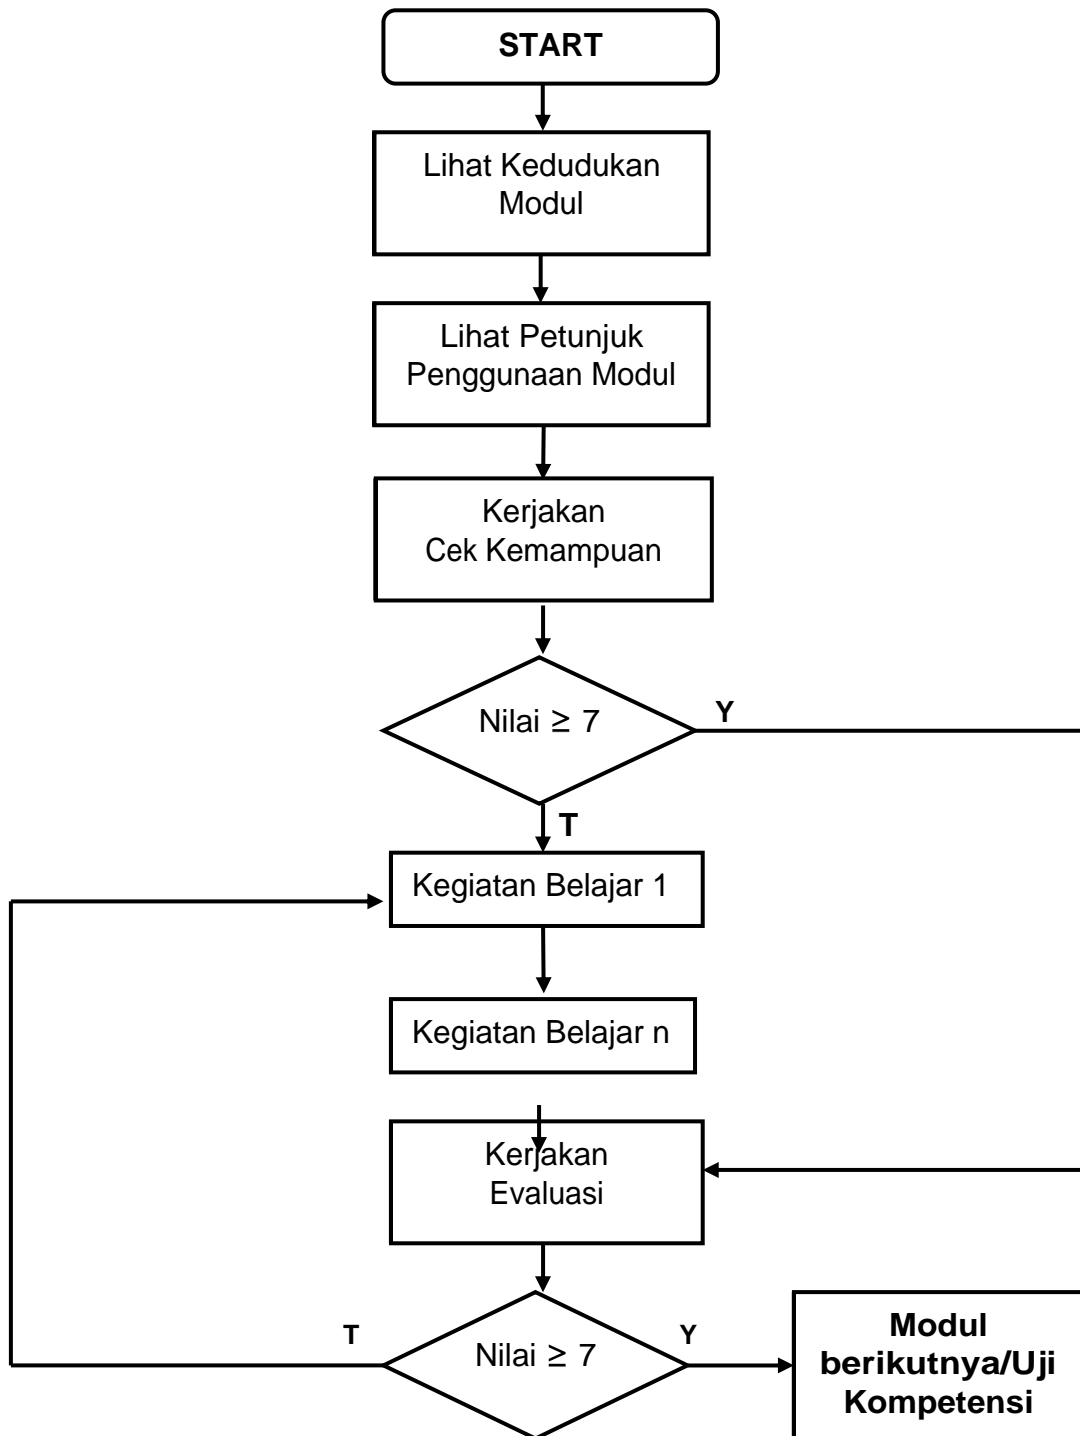 START
Lihat Kedudukan
Modul
Lihat Petunjuk
Penggunaan Modul
Kerjakan
Cek Kemampuan
Nilai ≥ 7
Y
T
Kegiatan Belajar 1
Kegiatan Belajar n
Kerjakan
Evaluasi
T
Nilai ≥ 7
Y
Modul
berikutnya/Uji
Kompetensi